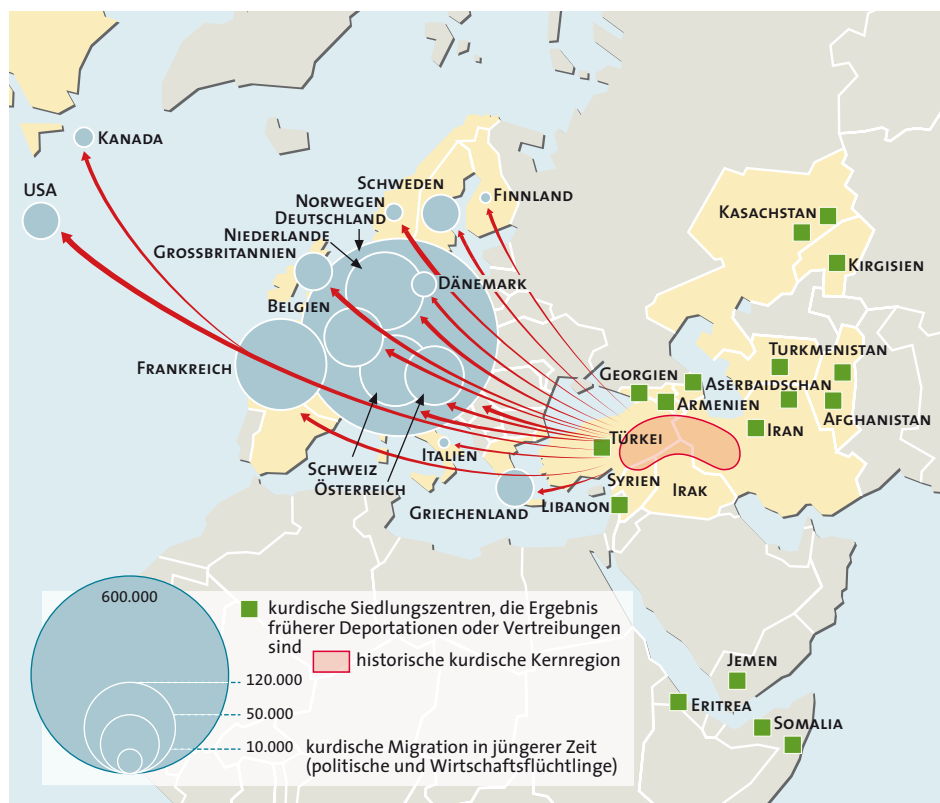 KANADA
USA
SCHWEDEN
FINNLAND
NORWEGEN
DEUTSCHLAND
NIEDERLANDE
GROSSBRITANNIEN
DÄNEMARK
BELGIEN
FRANKREICH
SCHWEIZ
ÖSTERREICH
ITALIEN
GRIECHENLAND
KASACHSTAN
KIRGISIEN
TURKMENISTAN
GEORGIEN
ASERBAIDSCHAN
ARMENIEN
AFGHANISTAN
IRAN
TÜRKEI
SYRIEN
IRAK
LIBANON
JEMEN
ERITREA
SOMALIA
600.000
120.000
50.000
10.000
kurdische Siedlungszentren, die Ergebnis
früherer Deportationen oder Vertreibungen
sind
historische kurdische Kernregion
kurdische Migration in jüngerer Zeit
(politische und Wirtschaftsflüchtlinge)